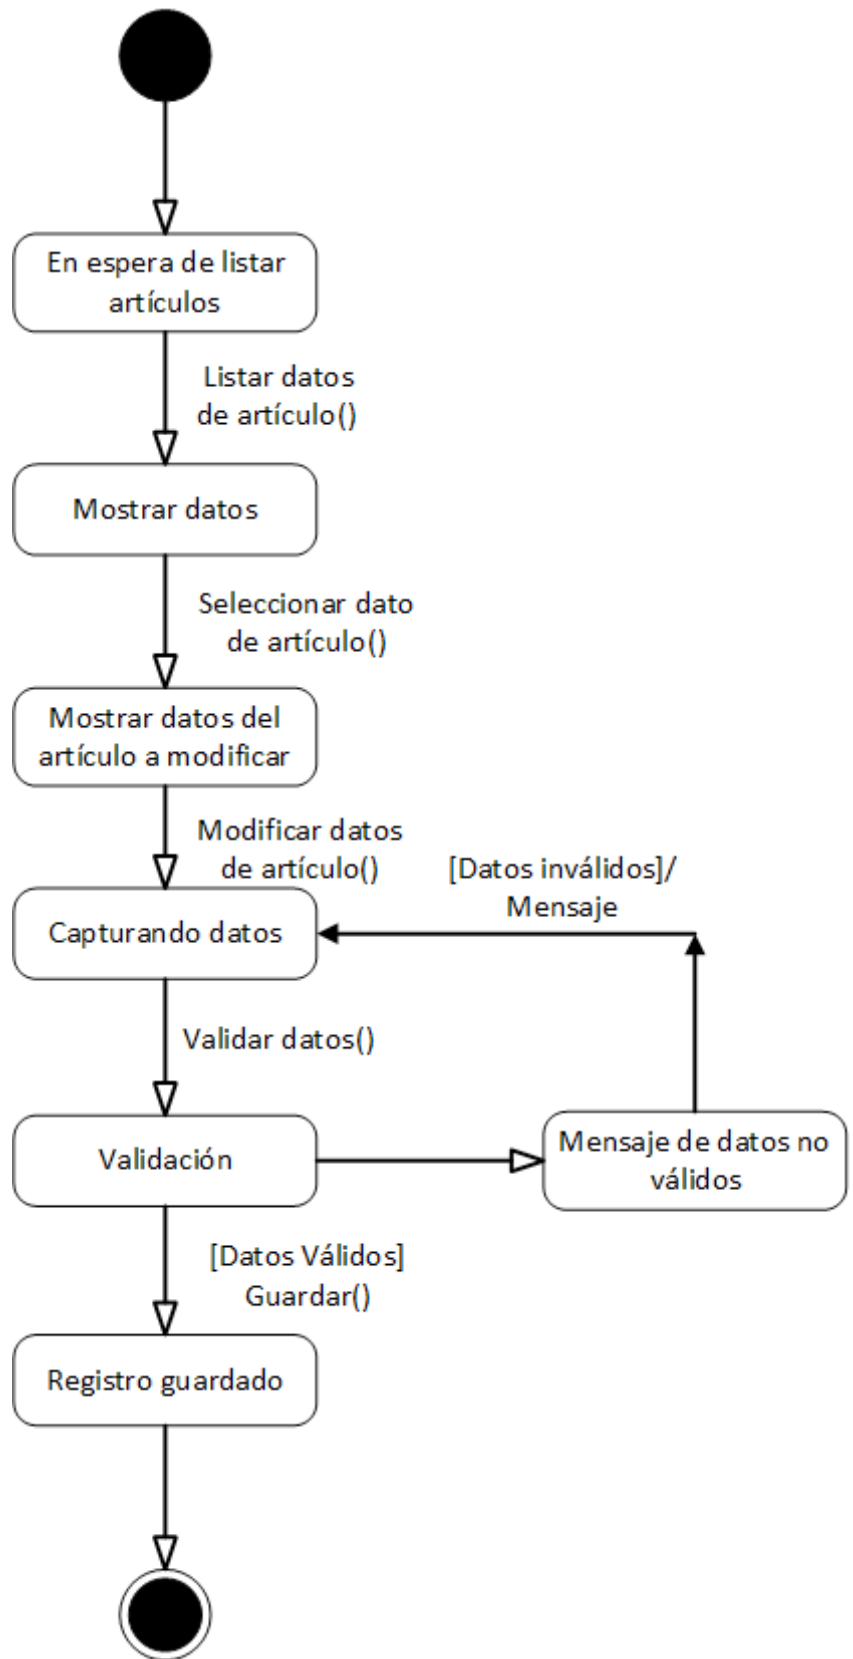 En espera de listar
artículos
Listar datos
de artículo()
Mostrar datos
Seleccionar dato
de artículo()
Mostrar datos del
artículo a modificar
Modificar datos
de artículo()
[Datos inválidos]/
Mensaje
Capturando datos
Validar datos()
Validación
Mensaje de datos no
válidos
[Datos Válidos]
Guardar()
Registro guardado